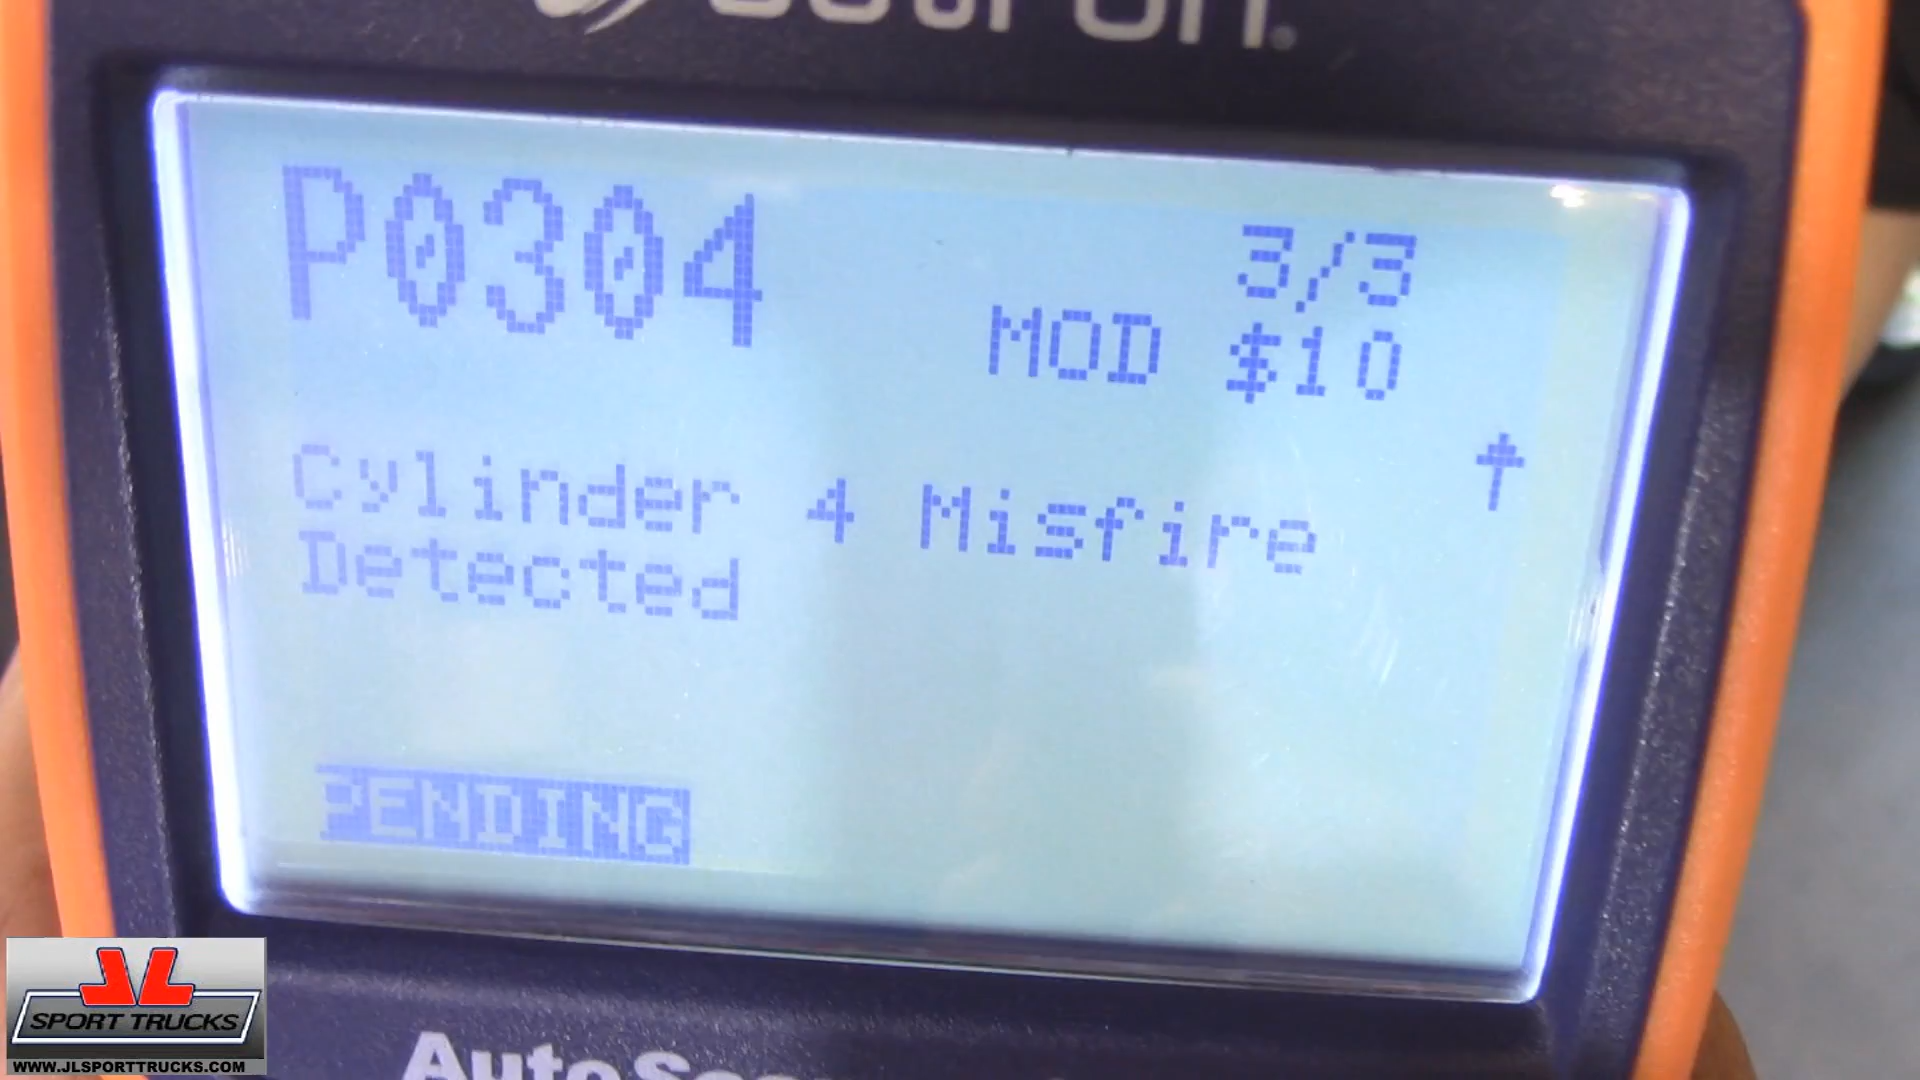 P0304
3/3
MOD $10
Cylinder 4 Misfire
Detected
PENDING
JL
SPORT TRUCKS
WWW.JLSPORTTRUCKS.COM